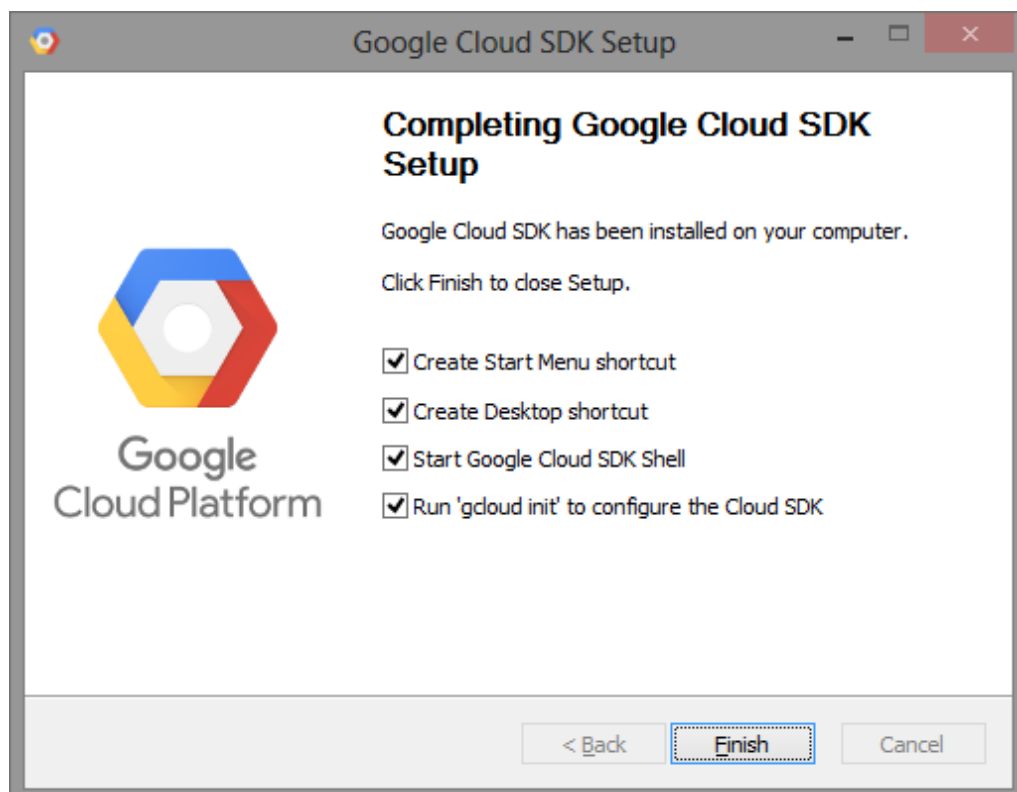 Google Cloud SDK Setup
Completing Google Cloud SDK
Setup
Google Cloud SDK has been installed on your computer.
Click Finish to close Setup.
Create Start Menu shortcut
Create Desktop shortcut
Start Google Cloud SDK Shell
Run 'gcloud init' to configure the Cloud SDK
Google
Cloud Platform
< Back
Finish
Cancel